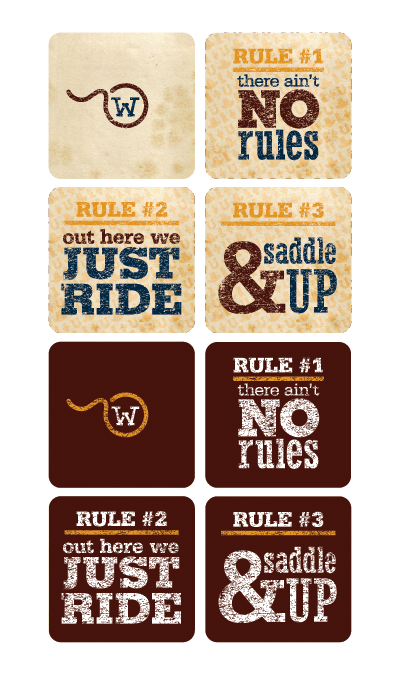 W
RULE #1
there ain't
NO
rules
RULE #2
out here we
JUST
RIDE
RULE #3
saddle
&UP
W
RULE #1
there ain't
NO
rules
RULE #2
out here we
JUST
RIDE
RULE #3
saddle
&UP